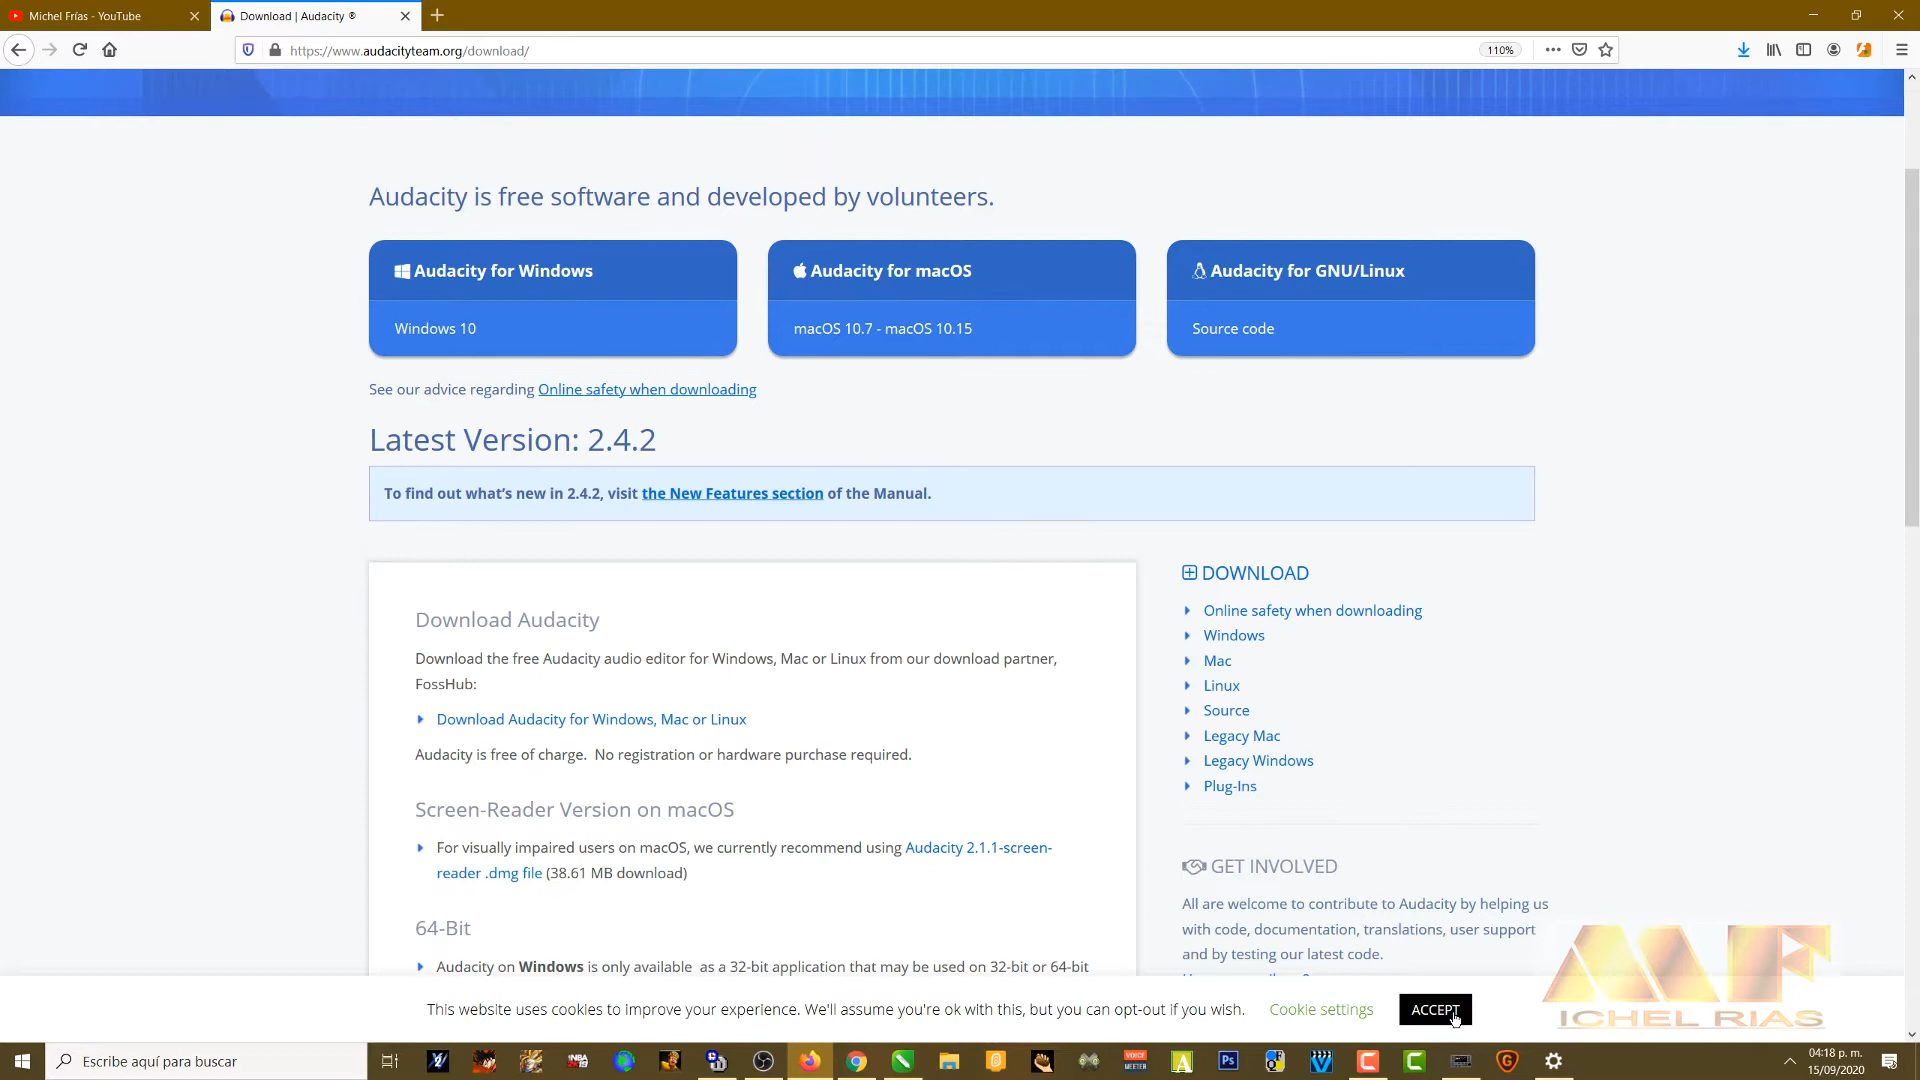 Michel Frías - YouTube
Download | Audacity ®
https://www.audacityteam.org/download/
110%
Audacity is free software and developed by volunteers.
Audacity for Windows
Windows 10
Audacity for macOS
macOS 10.7 - macOS 10.15
Audacity for GNU/Linux
Source code
See our advice regarding Online safety when downloading
Latest Version: 2.4.2
To find out what's new in 2.4.2, visit the New Features section of the Manual.
Download Audacity
Download the free Audacity audio editor for Windows, Mac or Linux from our download partner,
FossHub:
Download Audacity for Windows, Mac or Linux
Audacity is free of charge. No registration or hardware purchase required.
Screen-Reader Version on macOS
For visually impaired users on macOS, we currently recommend using Audacity 2.1.1-screen-
reader .dmg file (38.61 MB download)
64-Bit
Audacity on Windows is only available as a 32-bit application that may be used on 32-bit or 64-bit
DOWNLOAD
Online safety when downloading
Windows
Mac
Linux
Source
Legacy Mac
Legacy Windows
Plug-Ins
GET INVOLVED
All are welcome to contribute to Audacity by helping us
with code, documentation, translations, user support
and by testing our latest code.
This website uses cookies to improve your experience. We'll assume you're ok with this, but you can opt-out if you wish.
Cookie settings
ACCEPT
MF
ICHEL RIAS
Escribe aquí para buscar
VOICE
MEETER
Ps
04:18 p. m.
15/09/2020